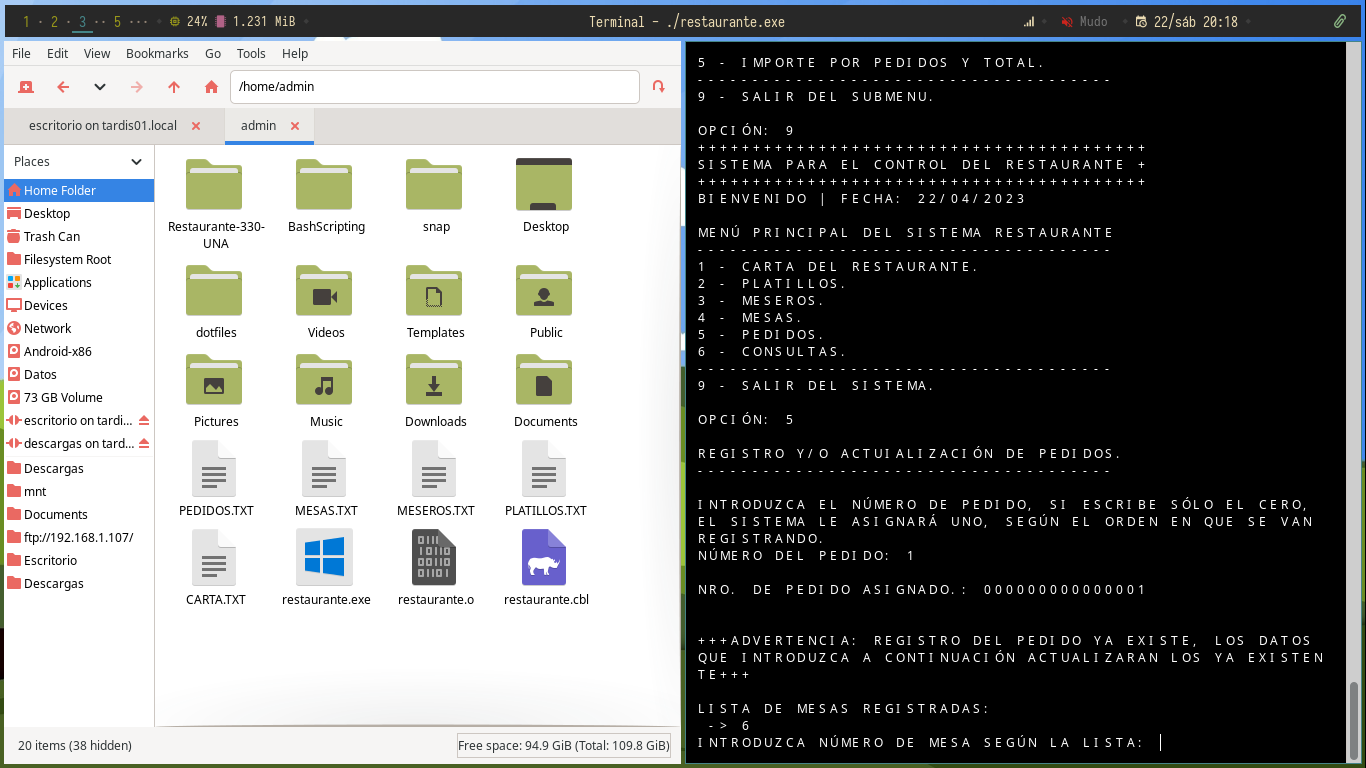 1 · 2 · 3 ·· 5 ··· 24% 1.231 MiB
Terminal - ./restaurante.exe
Mudo 22/sáb 20:18
File Edit View Bookmarks Go Tools Help
/home/admin
escritorio on tardis01.local
admin
Places
Home Folder
Desktop
Trash Can
Filesystem Root
Applications
Devices
Network
Android-x86
Datos
73 GB Volume
escritorio on tardi...
descargas on tard...
Descargas
mnt
Documents
ftp://192.168.1.107/
Escritorio
Descargas
Restaurante-330-
UNA
BashScripting
snap
Desktop
dotfiles
Videos
Templates
Public
Pictures
Music
Downloads
Documents
PEDIDOS.TXT
MESAS.TXT
MESEROS.TXT
PLATILLOS.TXT
CARTA.TXT
restaurante.exe
restaurante.o
restaurante.cbl
20 items (38 hidden)
Free space: 94.9 GiB (Total: 109.8 GiB)
5 - IMPORTE POR PEDIDOS Y TOTAL.
--------------------------------------
9 - SALIR DEL SUBMENU.
OPCIÓN: 9
+++++++++++++++++++++++++++++++++++++++++
SISTEMA PARA EL CONTROL DEL RESTAURANTE +
+++++++++++++++++++++++++++++++++++++++++
BIENVENIDO | FECHA: 22/04/2023
MENÚ PRINCIPAL DEL SISTEMA RESTAURANTE
--------------------------------------
1 - CARTA DEL RESTAURANTE.
2 - PLATILLOS.
3 - MESEROS.
4 - MESAS.
5 - PEDIDOS.
6 - CONSULTAS.
--------------------------------------
9 - SALIR DEL SISTEMA.
OPCIÓN: 5
REGISTRO Y/O ACTUIALIZACIÓN DE PEDIDOS.
--------------------------------------
INTRODUZCA EL NÚMERO DE PEDIDO, SI ESCRIBE SÓLO EL CERO,
EL SISTEMA LE ASIGNARÁ UNO, SEGÚN EL ORDEN EN QUE SE VAN
REGISTRANDO.
NÚMERO DEL PEDIDO: 1
NRO. DE PEDIDO ASIGNADO.: 000000000000001
+++ADVERTENCIA: REGISTRO DEL PEDIDO YA EXISTE, LOS DATOS
QUE INTRODUZCA A CONTINUACIÓN ACTUALIZARAN LOS YA EXISTEN
TE+++
LISTA DE MESAS REGISTRADAS:
-> 6
INTRODUZCA NÚMERO DE MESA SEGÚN LA LISTA: